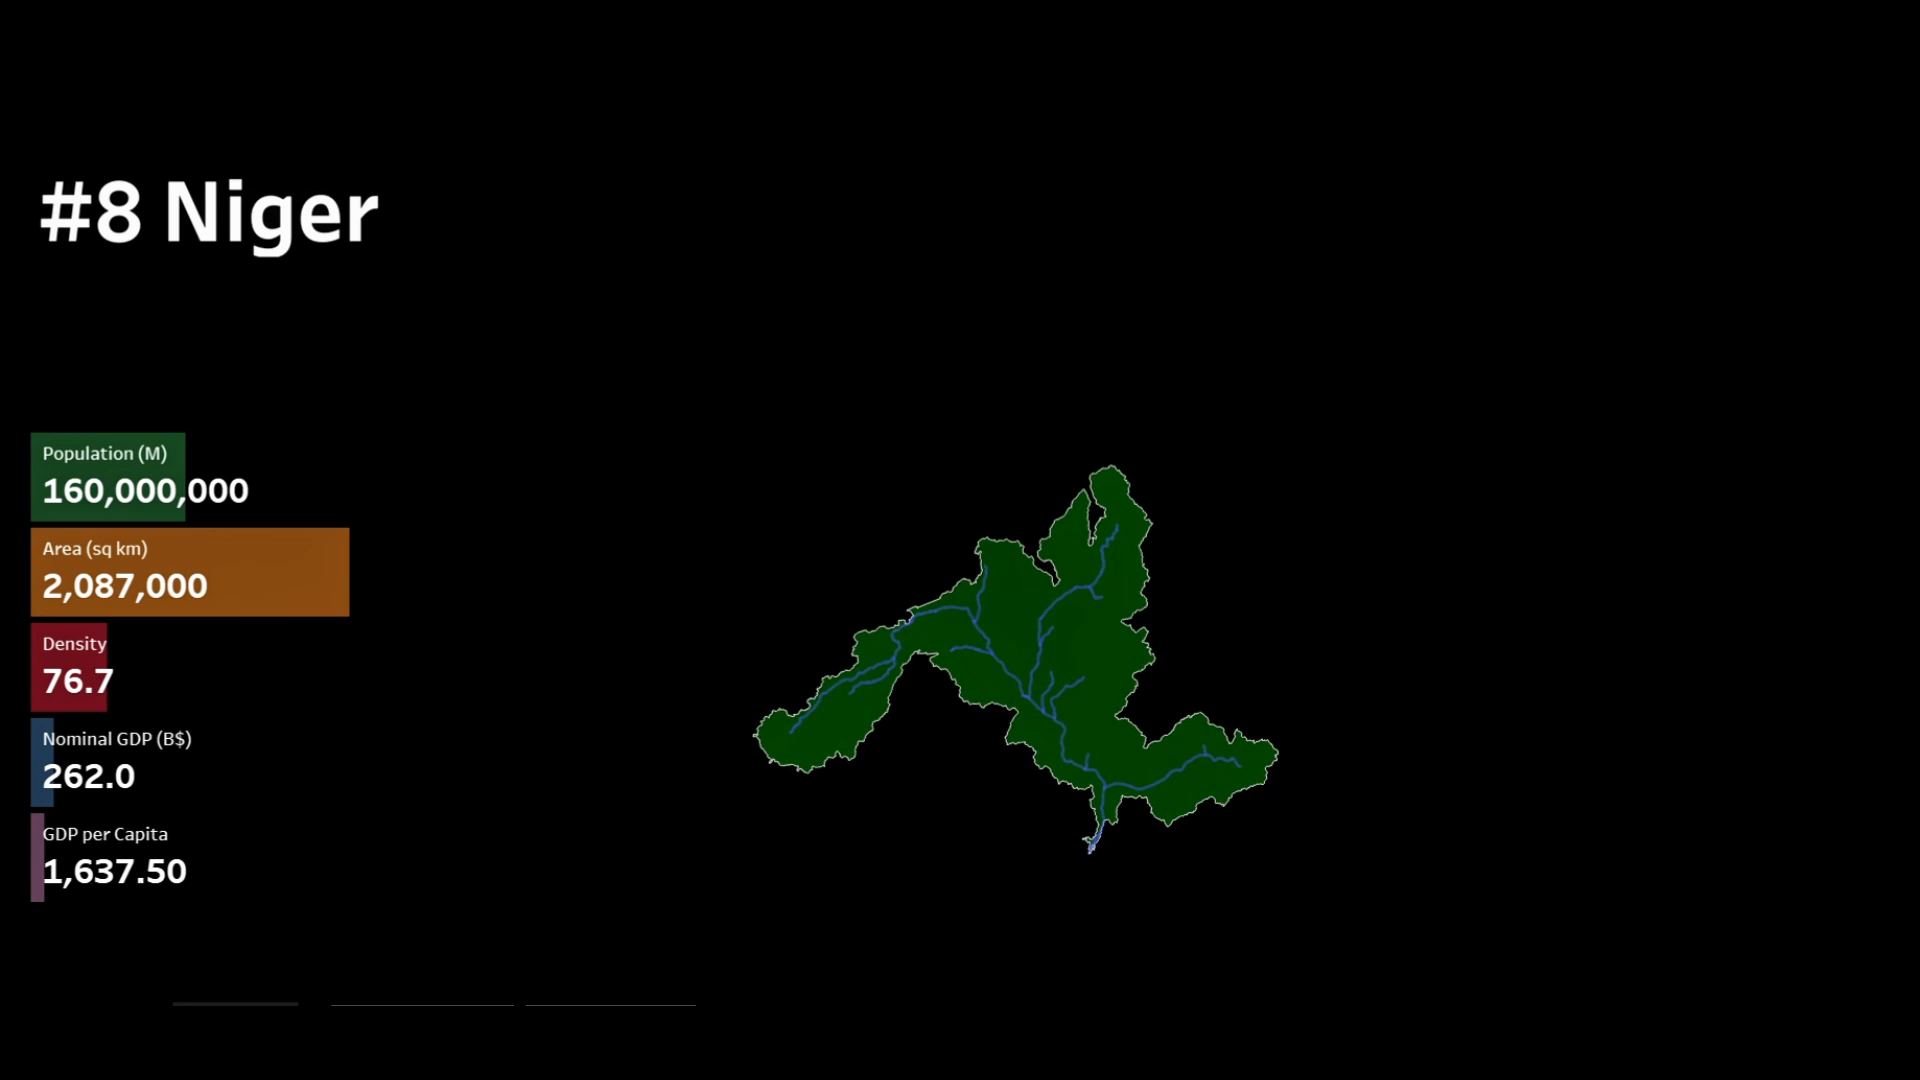 #8 Niger
Population (M)
160,000,000
Area (sq km)
2,087,000
Density
76.7
Nominal GDP (B$)
262.0
GDP per Capita
1,637.50